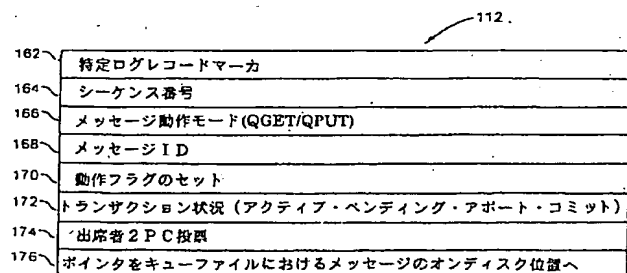 112.
162 特定ログレコードマーカ
164 シーケンス番号
166 メッセージ動作モード(QGET/QPUT)
168 メッセージID
170 動作フラグのセット
172 トランザクション状況(アクティブ・ペンディング・アボート・コミット)
174 出席者2PC投票
176 ポインタをキューファイルにおけるメッセージのオンディスク位置へ